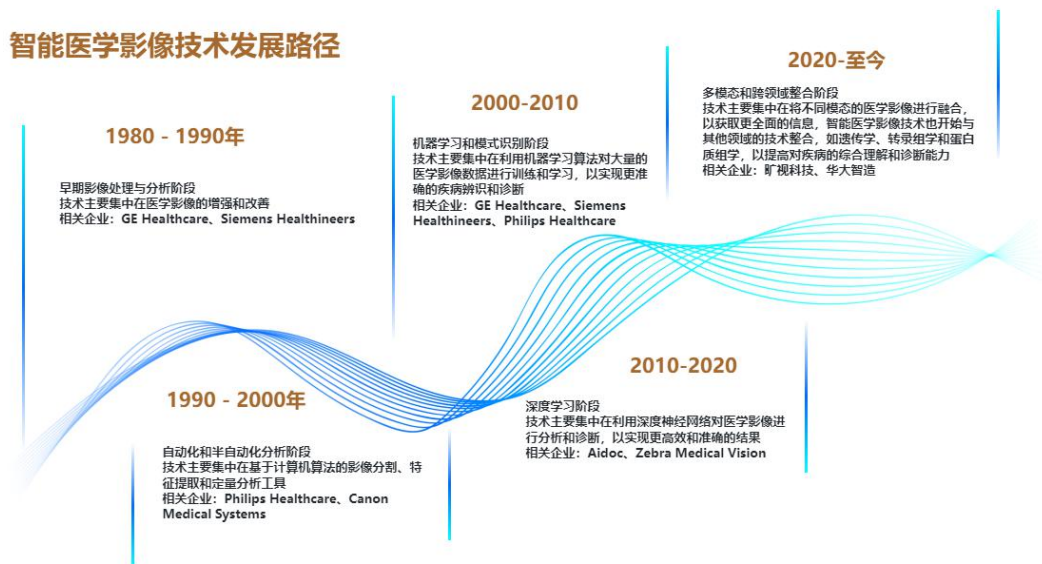 智能医学影像技术发展路径
1980 - 1990年
早期影像处理与分析阶段
技术主要集中在医学影像的增强和改善
相关企业：GE Healthcare、Siemens Healthineers
1990 - 2000年
自动化和半自动化分析阶段
技术主要集中在基于计算机算法的影像分割、特
征提取和定量分析工具
相关企业：Philips Healthcare、Canon
Medical Systems
2000-2010
机器学习和模式识别阶段
技术主要集中在利用机器学习算法对大量的
医学影像数据进行训练和学习，以实现更准
确的疾病辨识和诊断
相关企业：GE Healthcare、Siemens
Healthineers、Philips Healthcare
2010-2020
深度学习阶段
技术主要集中在利用深度神经网络对医学影像进
行分析和诊断，以实现更高效和准确的结果
相关企业：Aidoc、Zebra Medical Vision
2020-至今
多模态和跨领域整合阶段
技术主要集中在将不同模态的医学影像进行融合，
以获取更全面的信息，智能医学影像技术也开始与
其他领域的技术整合，如遗传学、转录组学和蛋白
质组学，以提高对疾病的综合理解和诊断能力
相关企业：旷视科技、华大智造